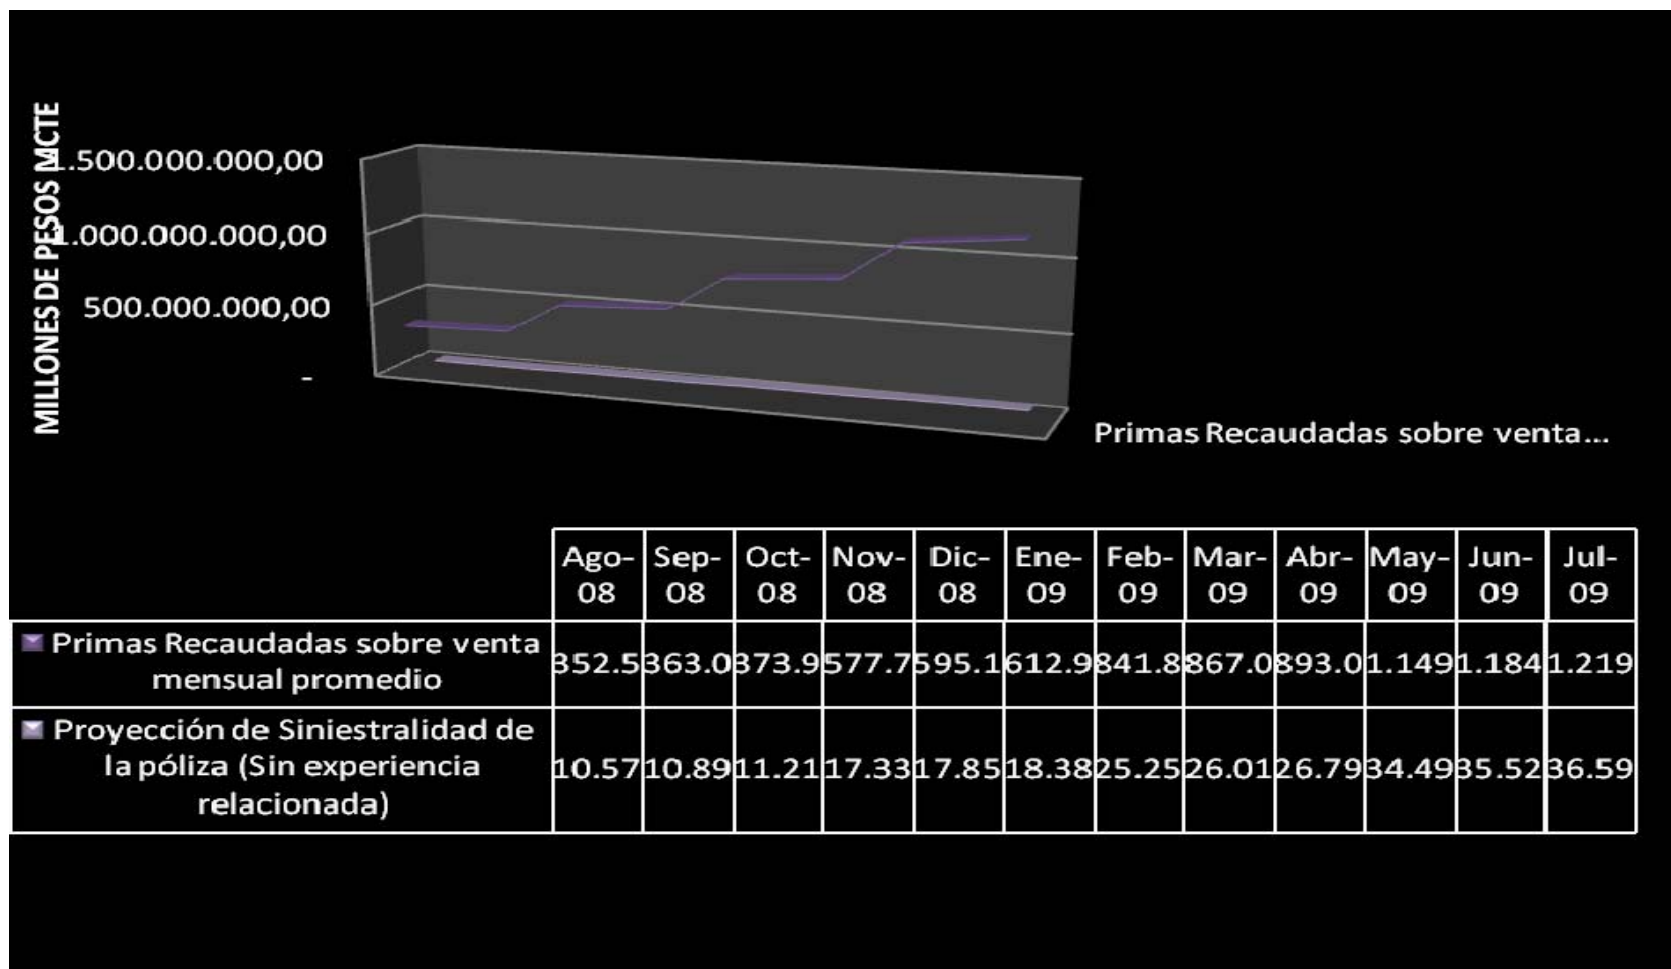 MILLONES DE PESOS MCTE
1.500.000.000,00
1.000.000.000,00
500.000.000,00
-
Primas Recaudadas sobre venta...
Ago- Sep- Oct- Nov- Dic- Ene- Feb- Mar- Abr- May- Jun- Jul-
08 08 08 08 08 09 09 09 09 09 09 09
Primas Recaudadas sobre venta
mensual promedio
352.5 363.0 373.9 577.7 595.1 612.9 841.8 867.0 893.0 1.149 1.184 1.219
Proyección de Siniestralidad de
la póliza (Sin experiencia
relacionada)
10.57 10.89 11.21 17.33 17.85 18.38 25.25 26.01 26.79 34.49 35.52 36.59